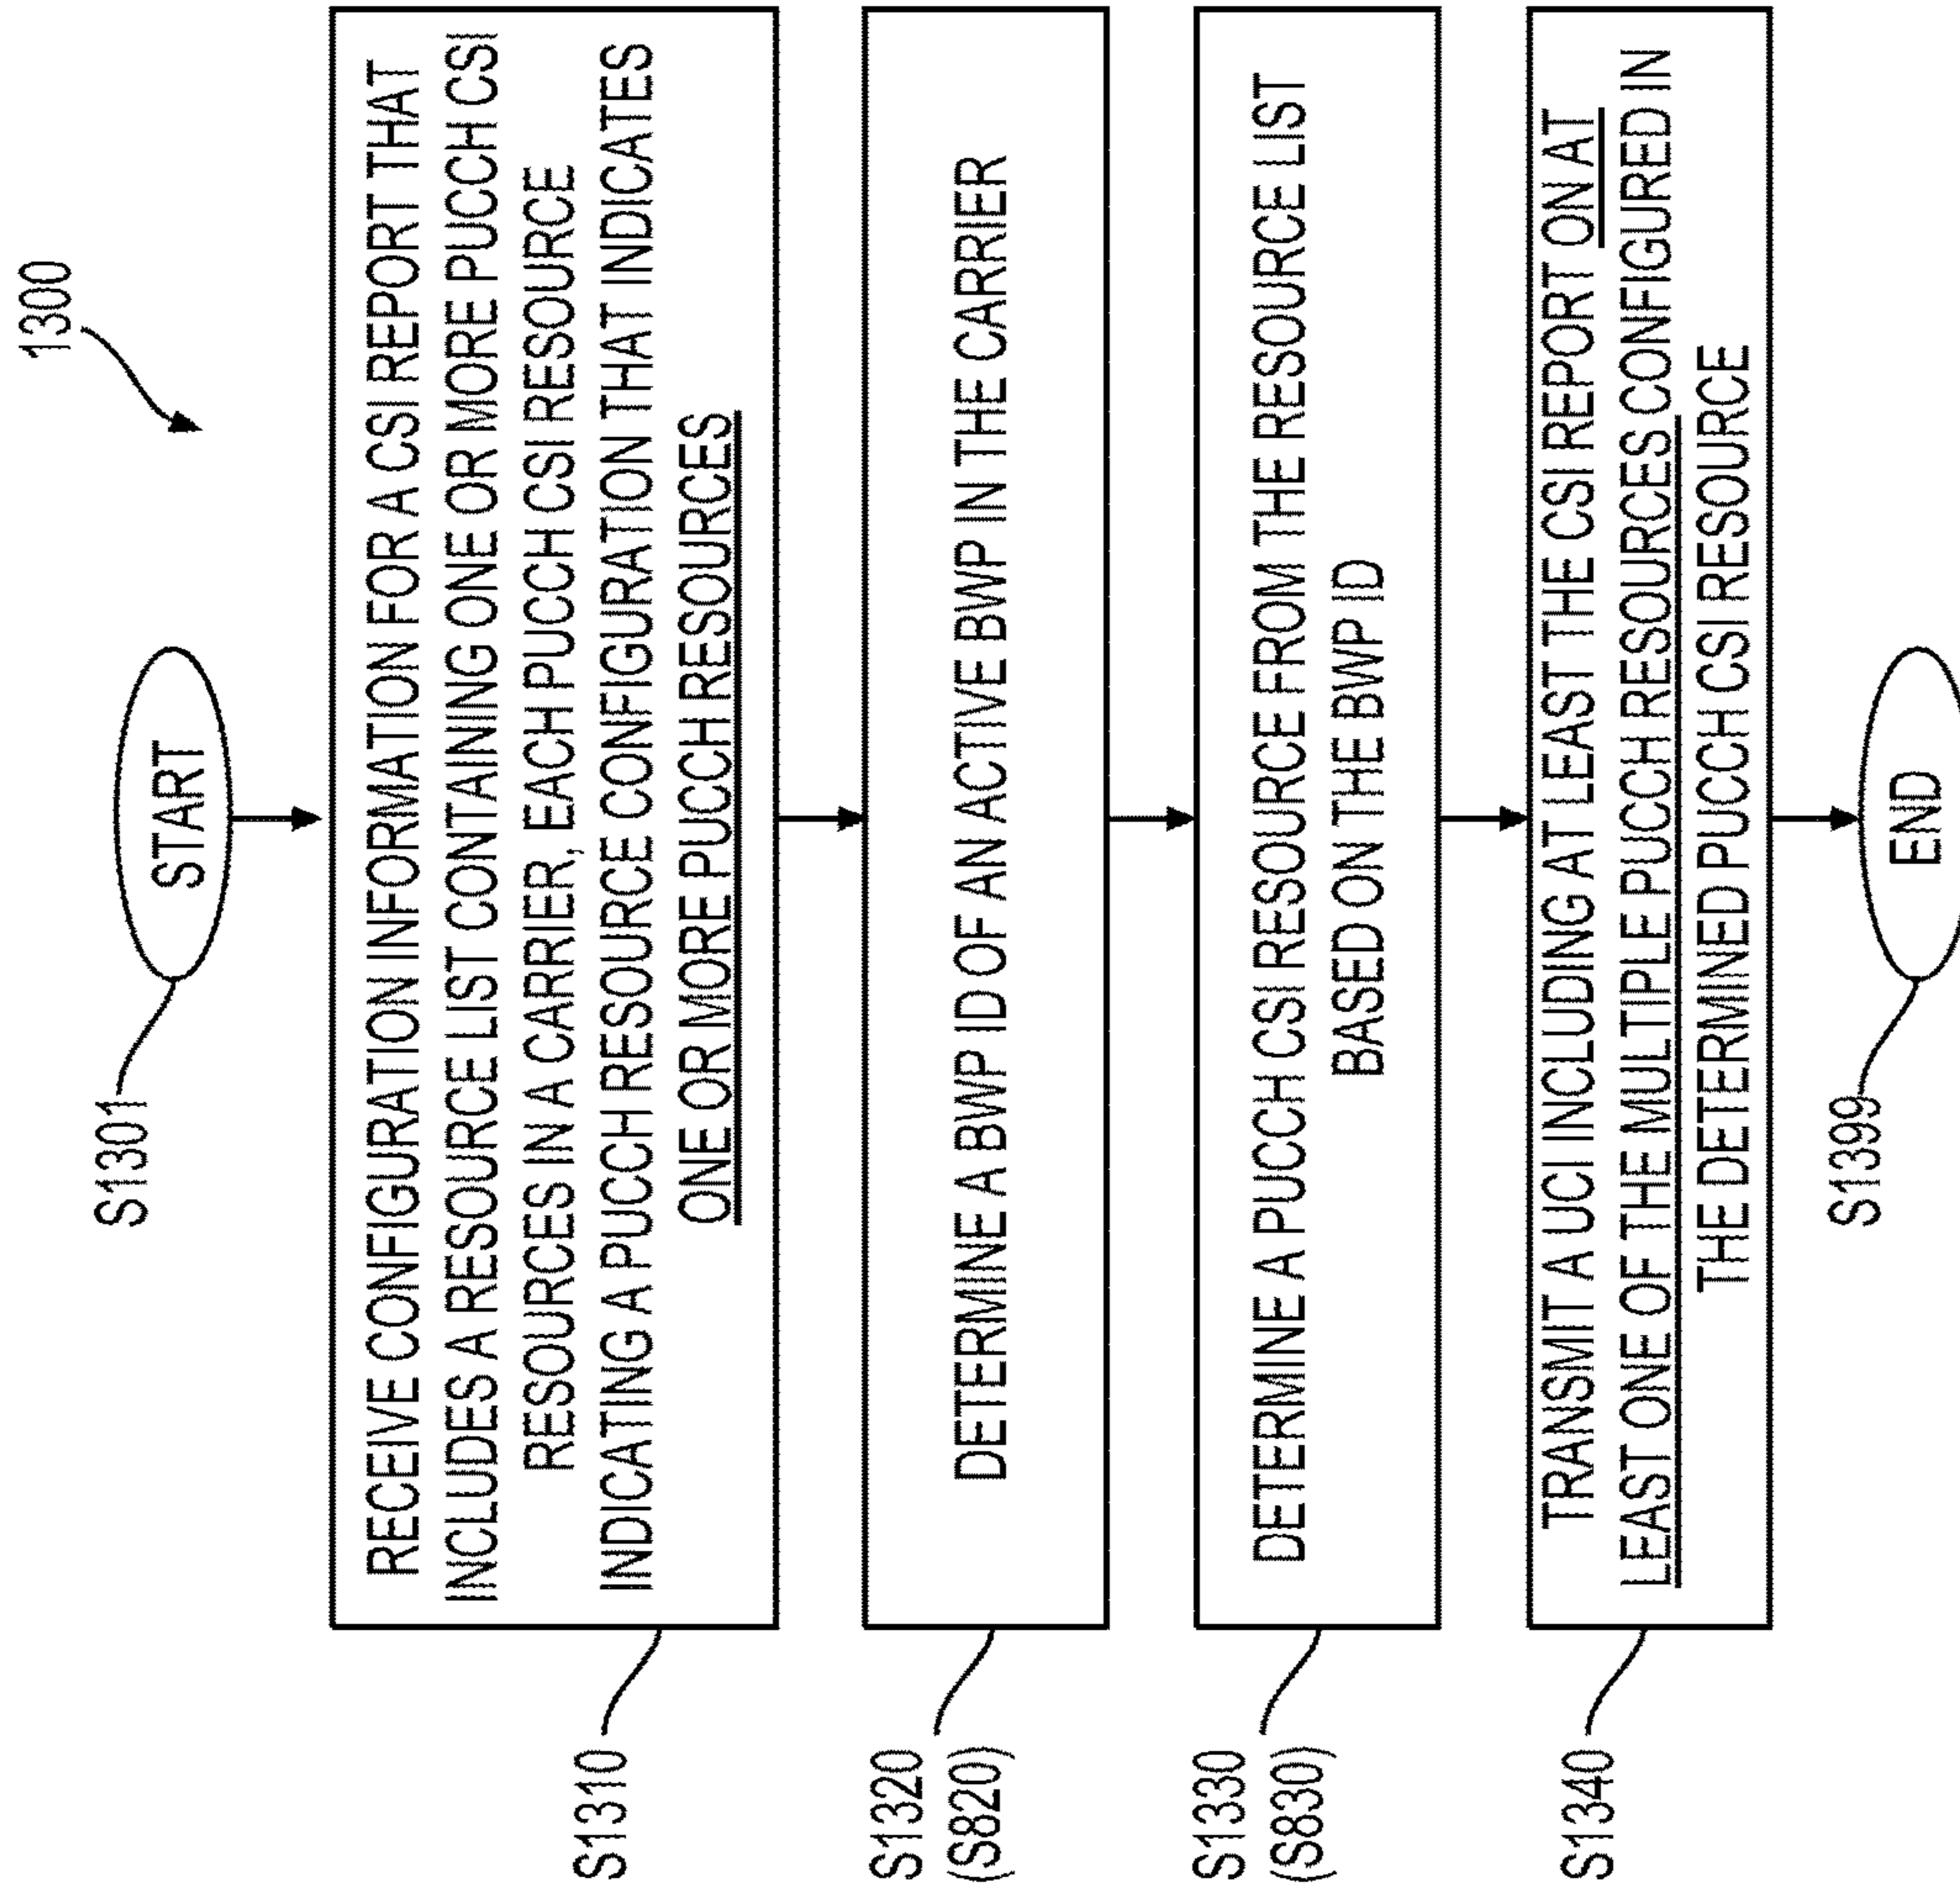 1300
S1301
START
S1310
RECEIVE CONFIGURATION INFORMATION FOR A CSI REPORT THAT
INCLUDES A RESOURCE LIST CONTAINING ONE OR MORE PUCCH CSI
RESOURCES IN A CARRIER, EACH PUCCH CSI RESOURCE
INDICATING A PUCCH RESOURCE CONFIGURATION THAT INDICATES
ONE OR MORE PUCCH RESOURCES
S1320
(S820)
DETERMINE A BWP ID OF AN ACTIVE BWP IN THE CARRIER
S1330
(S830)
DETERMINE A PUCCH CSI RESOURCE FROM THE RESOURCE LIST
BASED ON THE BWP ID
S1340
TRANSMIT A UCI INCLUDING AT LEAST THE CSI REPORT ON AT
LEAST ONE OF THE MULTIPLE PUCCH RESOURCES CONFIGURED IN
THE DETERMINED PUCCH CSI RESOURCE
S1399
END